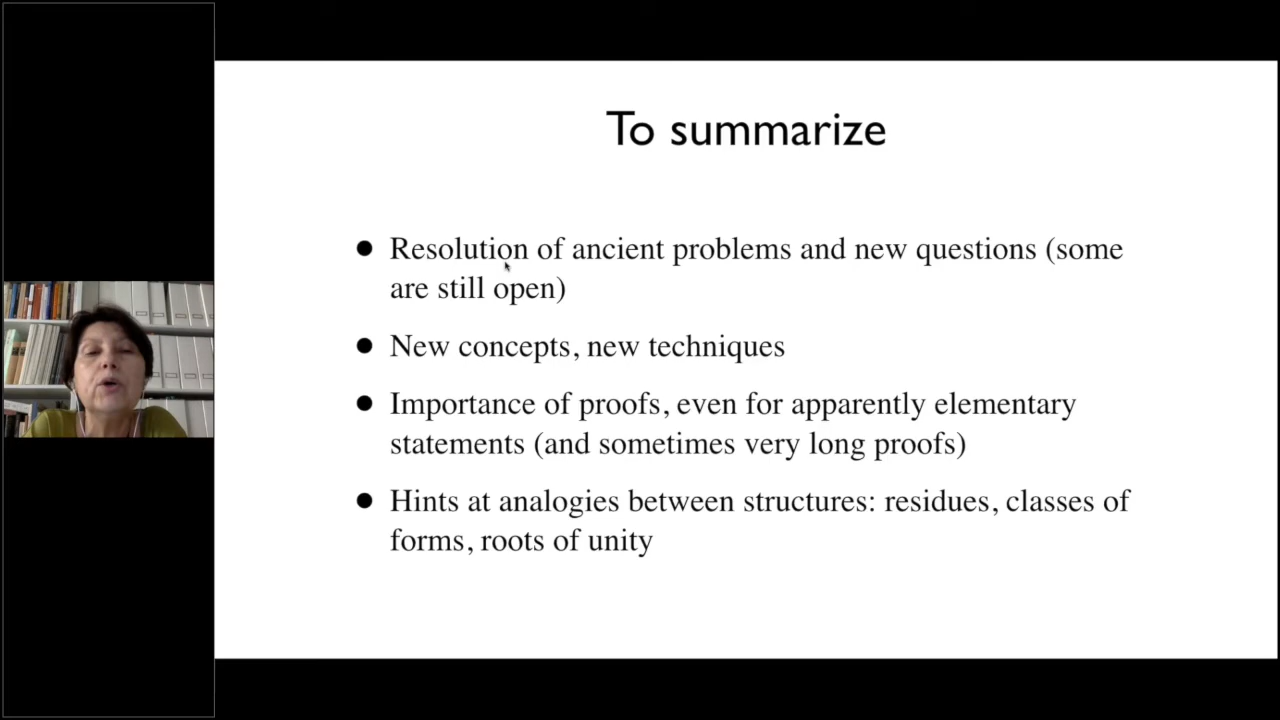 To summarize
● Resolution of ancient problems and new questions (some
are still open)
● New concepts, new techniques
● Importance of proofs, even for apparently elementary
statements (and sometimes very long proofs)
● Hints at analogies between structures: residues, classes of
forms, roots of unity